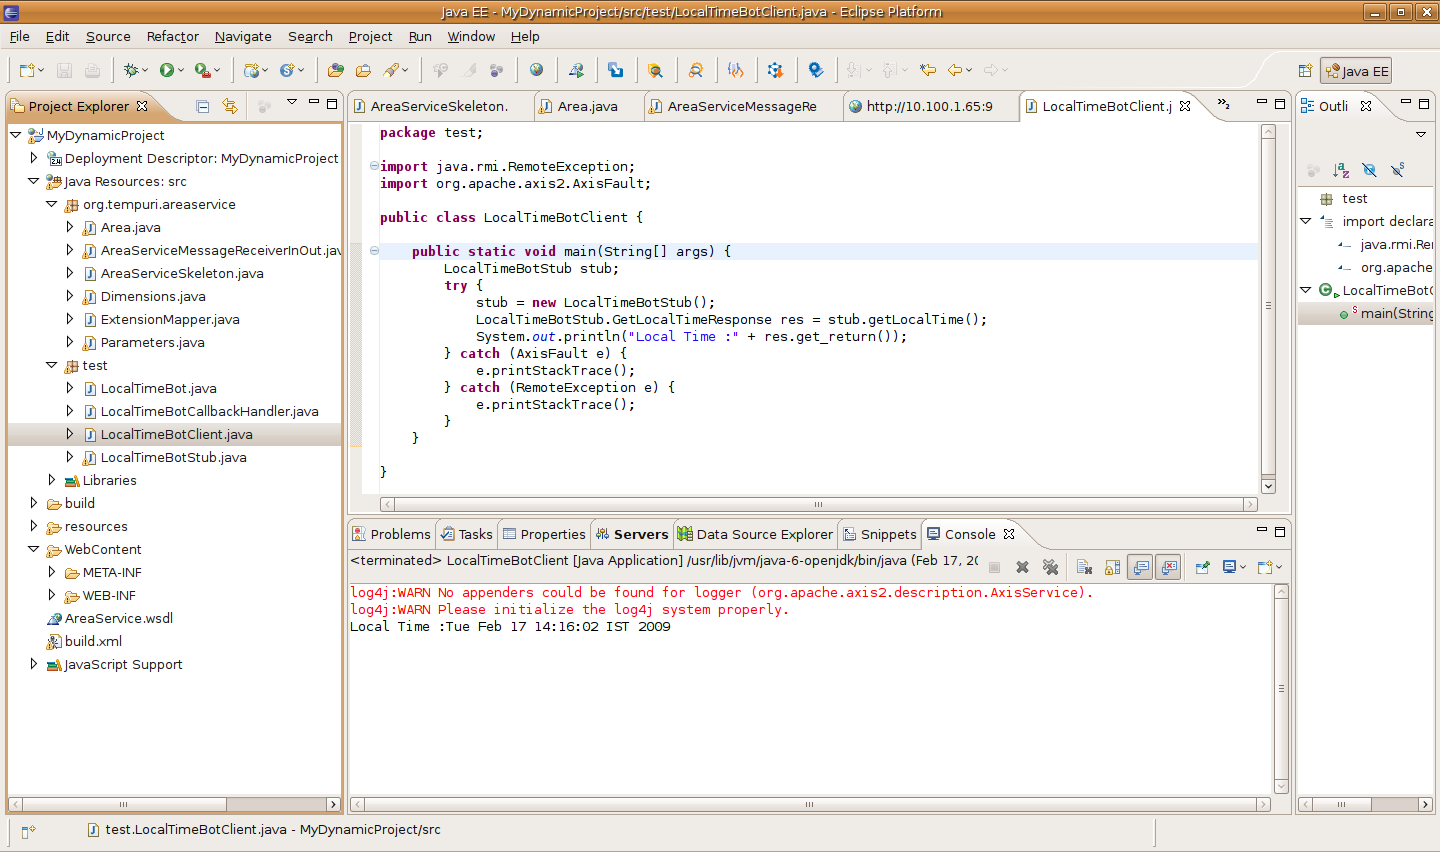 Java EE - MyDynamicProject/src/test/LocalTimeBotClient.java - Eclipse Platform
File Edit Source Refactor Navigate Search Project Run Window Help
Java EE
Project Explorer
MyDynamicProject
Deployment Descriptor: MyDynamicProject
Java Resources: src
org.tempuri.areaservice
Area.java
AreaServiceMessageReceiverInOut.jav
AreaServiceSkeleton.java
Dimensions.java
ExtensionMapper.java
Parameters.java
test
LocalTimeBot.java
LocalTimeBotCallbackHandler.java
LocalTimeBotClient.java
LocalTimeBotStub.java
Libraries
build
resources
WebContent
META-INF
WEB-INF
AreaService.wsdl
build.xml
JavaScript Support
AreaServiceSkeleton. Area.java AreaServiceMessageRe http://10.100.1.65:9 LocalTimeBotClient.j »2
package test;
import java.rmi.RemoteException;
import org.apache.axis2.AxisFault;
public class LocalTimeBotClient {
public static void main(String[] args) {
LocalTimeBotStub stub;
try {
stub = new LocalTimeBotStub();
LocalTimeBotStub.GetLocalTimeResponse res = stub.getLocalTime();
System.out.println("Local Time :" + res.get_return());
} catch (AxisFault e) {
e.printStackTrace();
} catch (RemoteException e) {
e.printStackTrace();
}
}
}
Problems Tasks Properties Servers Data Source Explorer Snippets Console
<terminated> LocalTimeBotClient [Java Application] /usr/lib/jvm/java-6-openjdk/bin/java (Feb 17, 20
log4j:WARN No appenders could be found for logger (org.apache.axis2.description.AxisService).
log4j:WARN Please initialize the log4j system properly.
Local Time :Tue Feb 17 14:16:02 IST 2009
Outli
test
import declara
java.rmi.Re
org.apache
LocalTimeBotC
S main(String
test.LocalTimeBotClient.java - MyDynamicProject/src